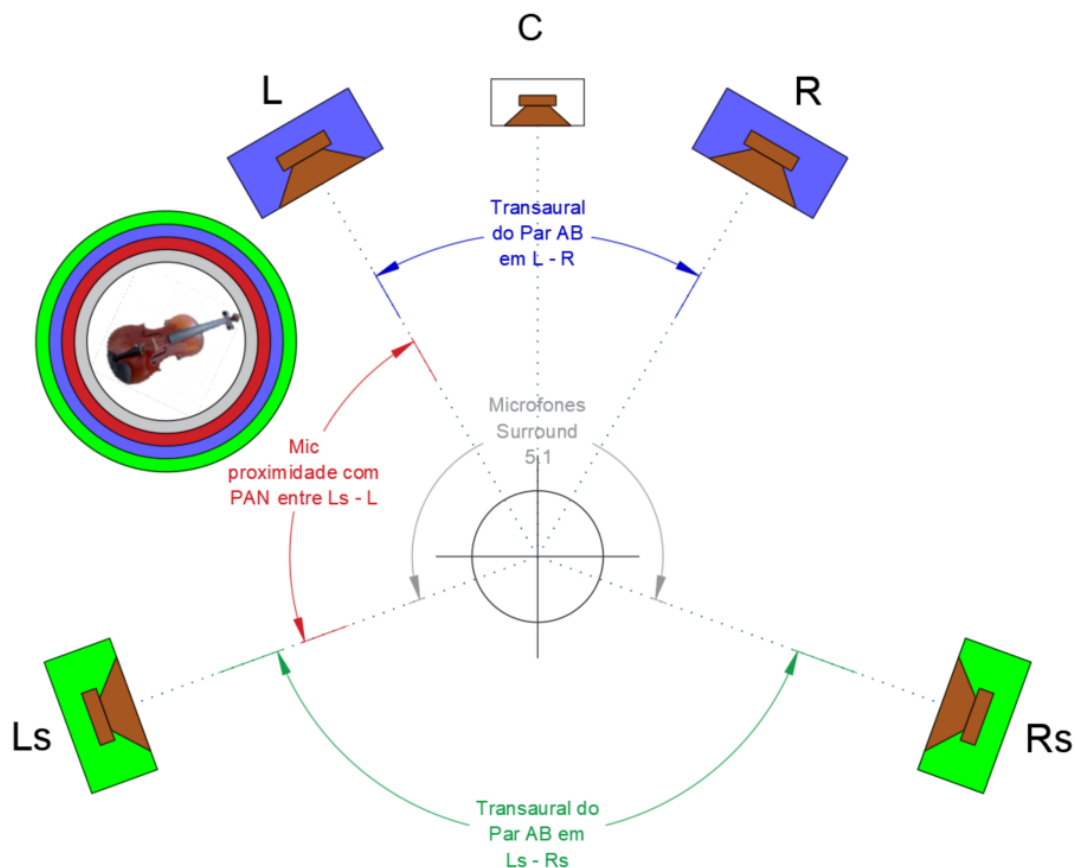 C
L
R
Transaural
do Par AB
em L - R
Microfones
Surround
5.1
Mic
proximidade com
PAN entre Ls - L
Ls
Rs
Transaural do
Par AB em
Ls - Rs